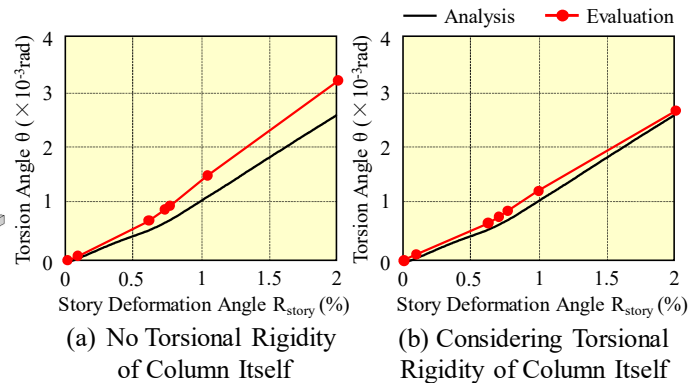 Analysis Evaluation
4 4
3 3
2 2
1 1
0 0
Torsion Angle θ (×10⁻³rad)
Torsion Angle θ (×10⁻³rad)
0 0.5 1 1.5 2 0 0.5 1 1.5 2
Story Deformation Angle Rstory (%) Story Deformation Angle Rstory (%)
(a) No Torsional Rigidity
of Column Itself
(b) Considering Torsional
Rigidity of Column Itself